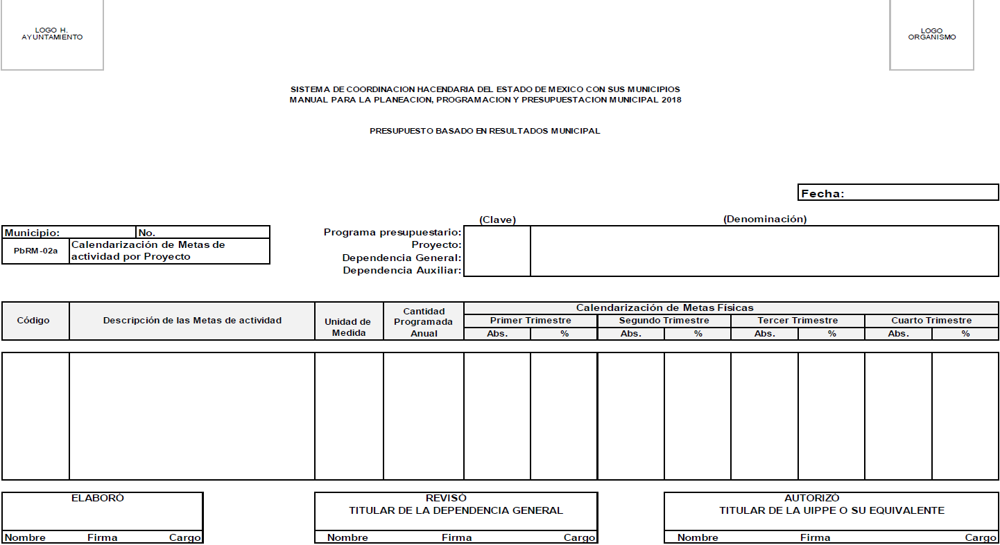 LOGO H.
AYUNTAMIENTO
LOGO
ORGANISMO
SISTEMA DE COORDINACION HACENDARIA DEL ESTADO DE MEXICO CON SUS MUNICIPIOS
MANUAL PARA LA PLANEACION, PROGRAMACION Y PRESUPUESTACION MUNICIPAL 2018
PRESUPUESTO BASADO EN RESULTADOS MUNICIPAL
Fecha:
(Clave) (Denominación)
Municipio: No.
PbRM-02a Calendarización de Metas de
actividad por Proyecto
Programa presupuestario:
Proyecto:
Dependencia General:
Dependencia Auxiliar:
Código
Descripción de las Metas de actividad
Unidad de
Medida
Cantidad
Programada
Anual
Calendarización de Metas Físicas
Primer Trimestre Segundo Trimestre Tercer Trimestre Cuarto Trimestre
Abs. % Abs. % Abs. % Abs. %
ELABORÓ
Nombre Firma Cargo
REVISÓ
TITULAR DE LA DEPENDENCIA GENERAL
Nombre Firma Cargo
AUTORIZÓ
TITULAR DE LA UIPPE O SU EQUIVALENTE
Nombre Firma Cargo